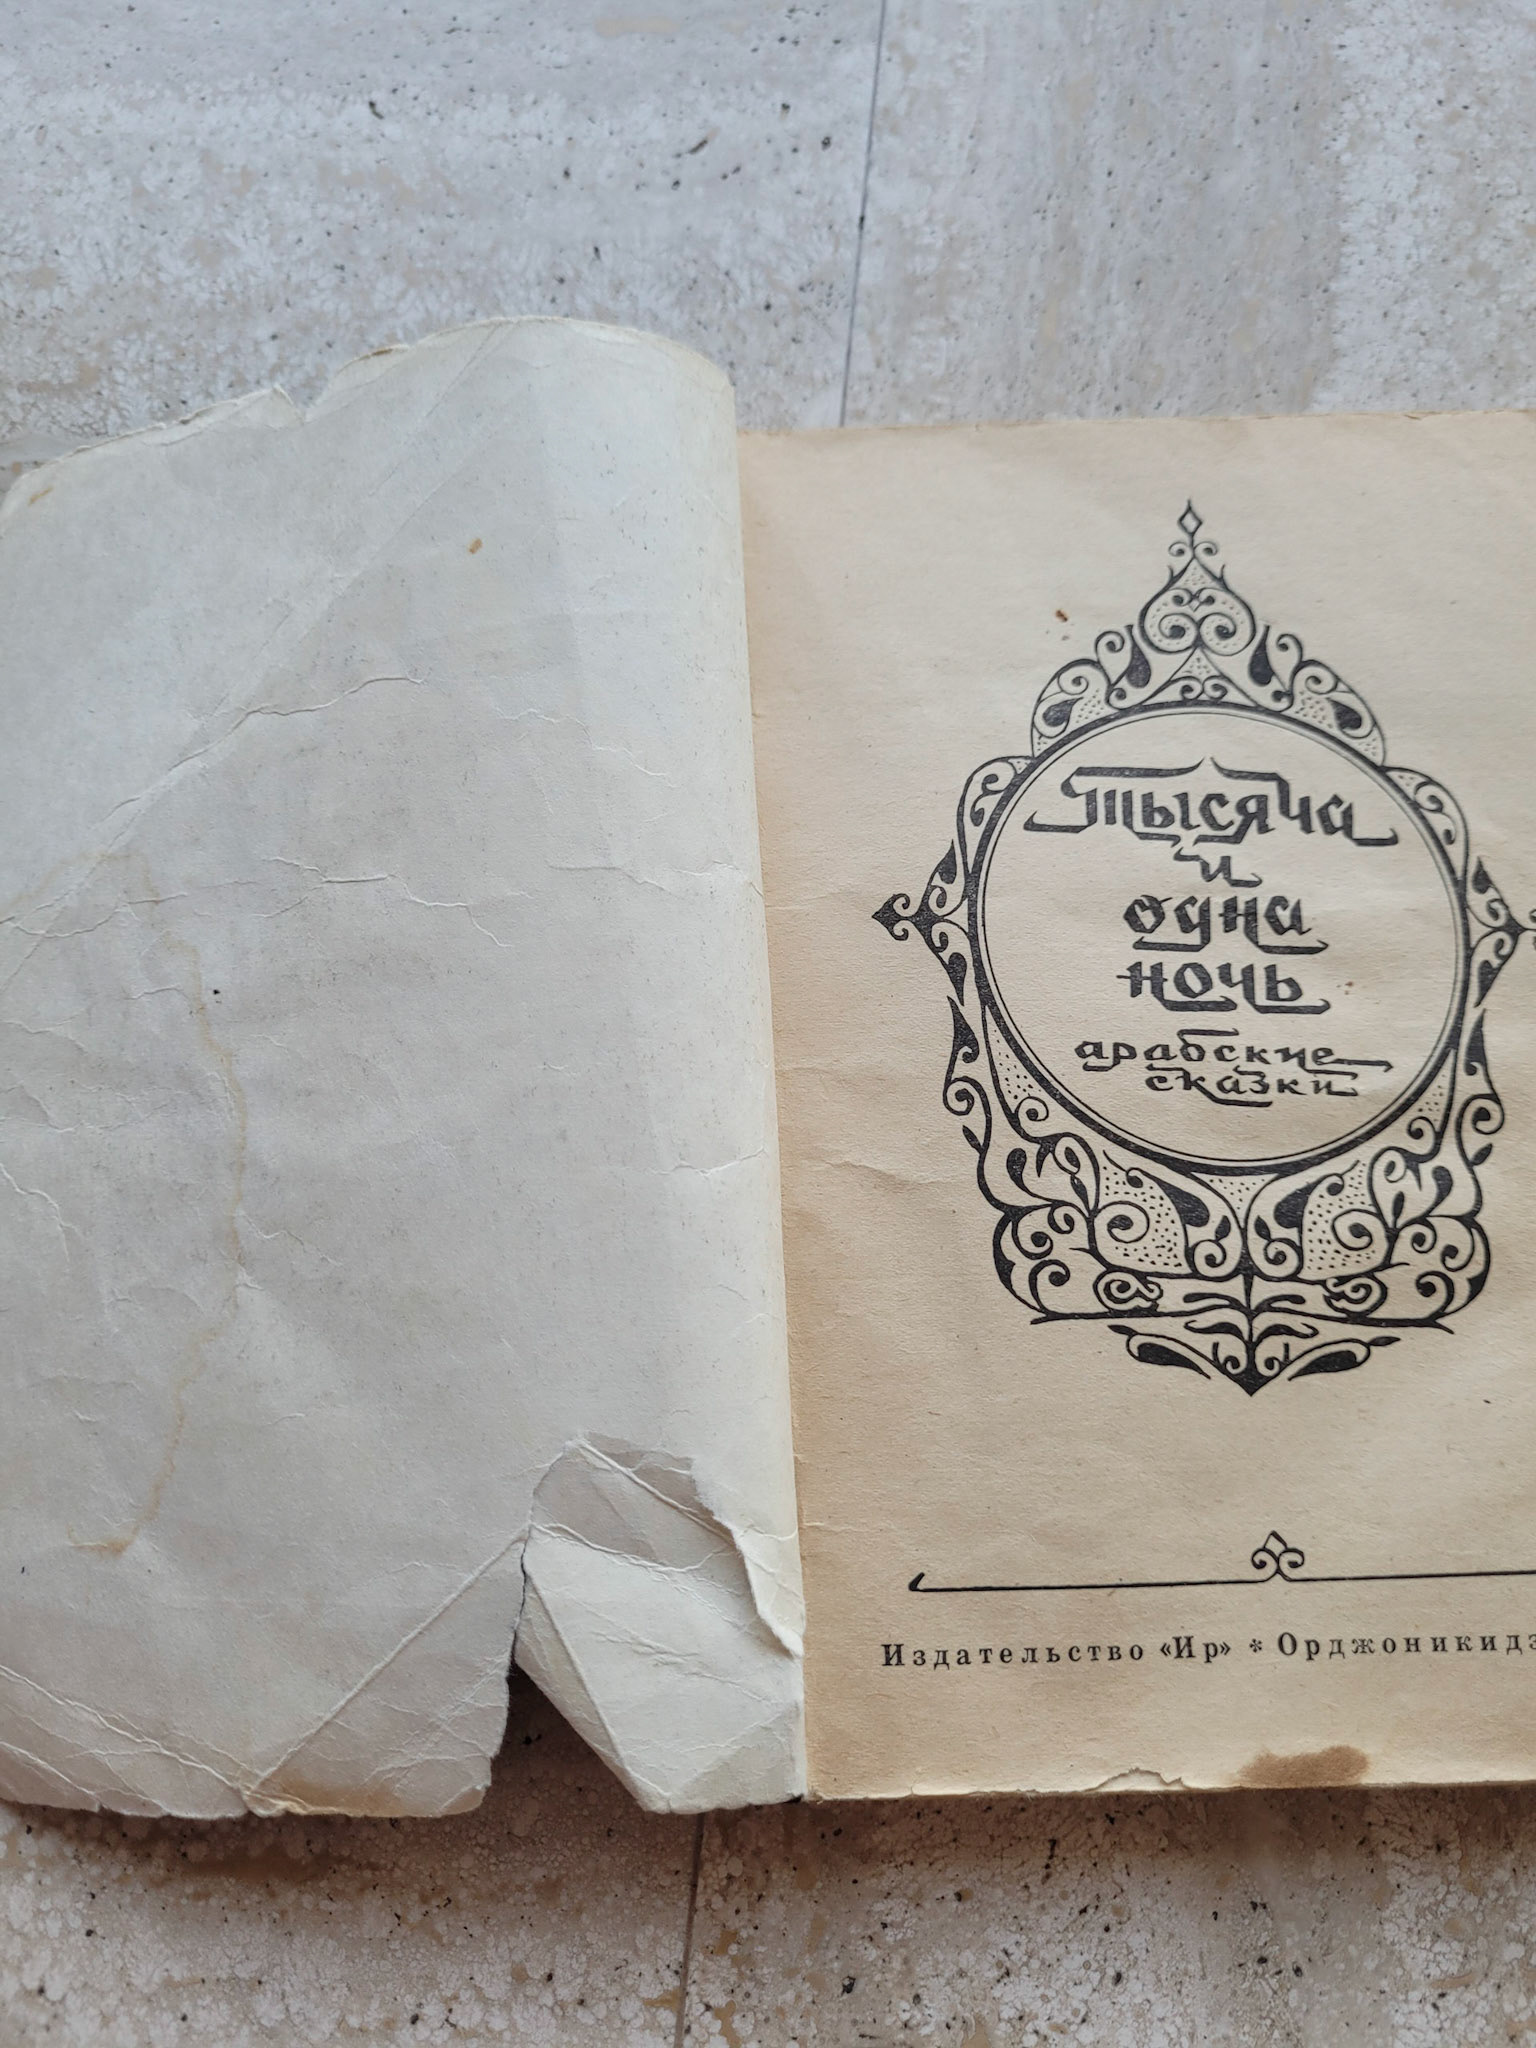 тысяча
и
одна
ночь
арабские
сказки
Издательство «Ир» * Орджоникидз